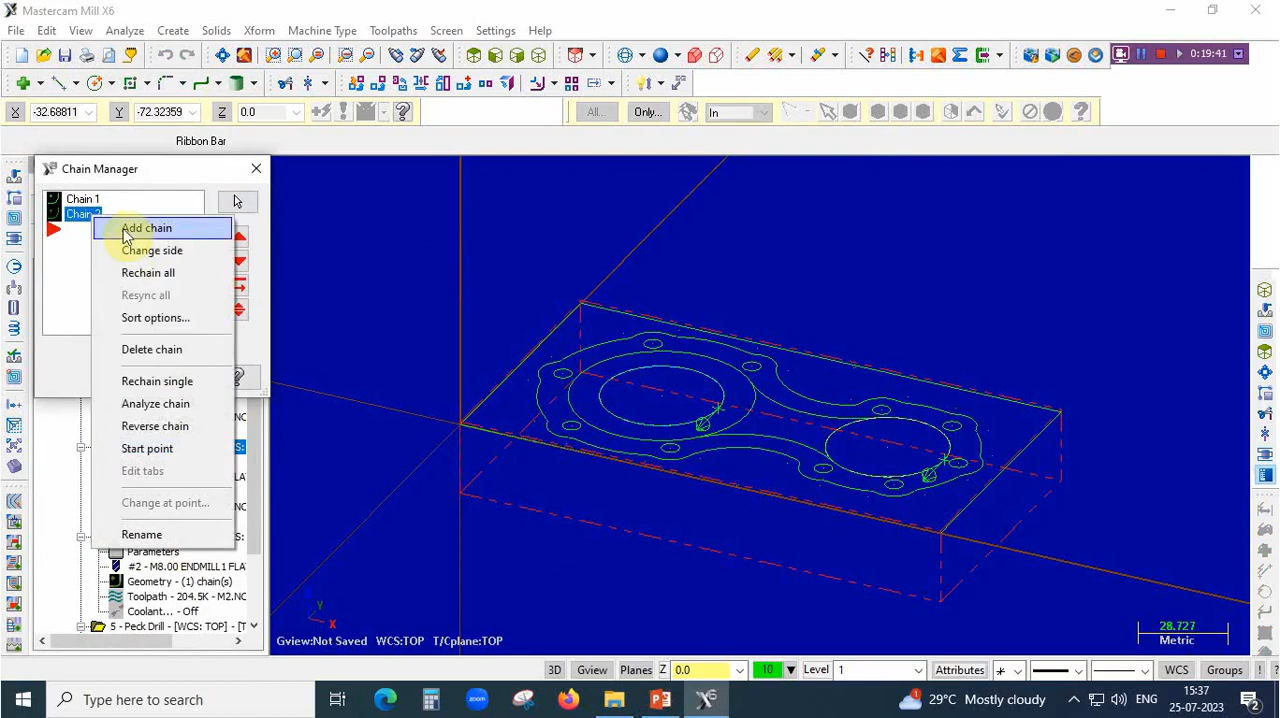 Mastercam Mill X6
File Edit View Analyze Create Solids Xform Machine Type Toolpaths Screen Settings Help
0:19:41
X -32.68811 Y -72.32359 Z 0.0 All... Only... In
Ribbon Bar
Chain Manager
Chain 1
Chain 2
Add chain
Change side
Rechain all
Resync all
Sort options...
Delete chain
Rechain single
Analyze chain
Reverse chain
Start point
Edit tabs
Change at point...
Rename
Parameters
#2 - M8.00 ENDMILL1 FLAT
Geometry - (1) chain(s)
Toolpath - 204.5K - M2.NC
Coolant... - Off
5 - Peck Drill - [WCS: TOP] - [T
Y
X
Gview:Not Saved WCS:TOP T/Cplane:TOP
28.727
Metric
3D Gview Planes Z 0.0 10 Level 1 Attributes WCS Groups ! ?
Type here to search
zoom
29°C Mostly cloudy
ENG
15:37
25-07-2023
2